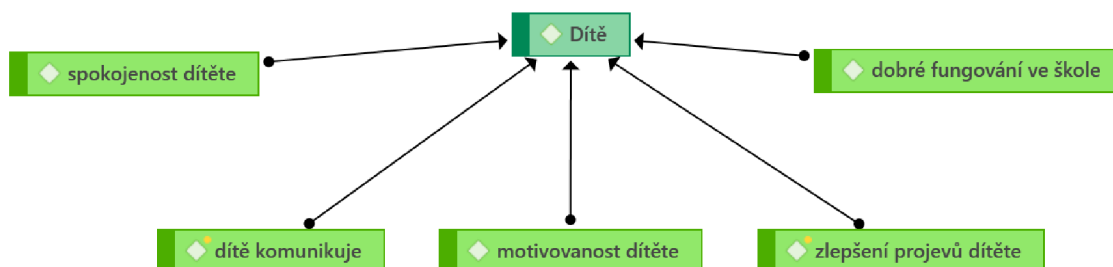 Dítě
spokojenost dítěte
dobré fungování ve škole
dítě komunikuje
motivovanost dítěte
zlepšení projevů dítěte